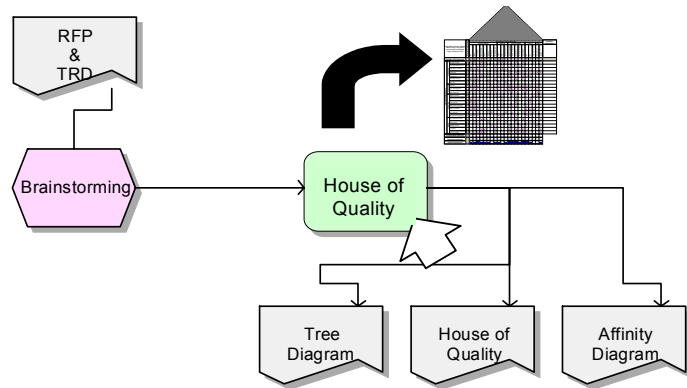 RFP
&
TRD
Brainstorming
House of
Quality
Tree
Diagram
House of
Quality
Affinity
Diagram